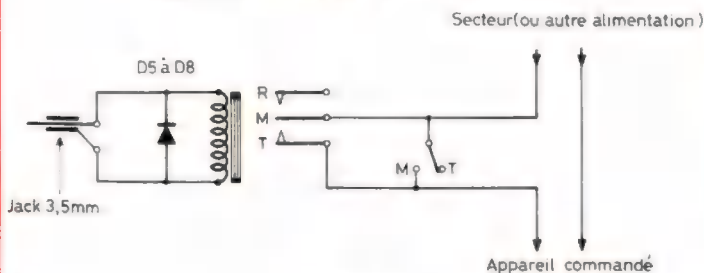 Secteur(ou autre alimentation)
D5 à D8
R
M
T
M T
Jack 3,5mm
Appareil commandé